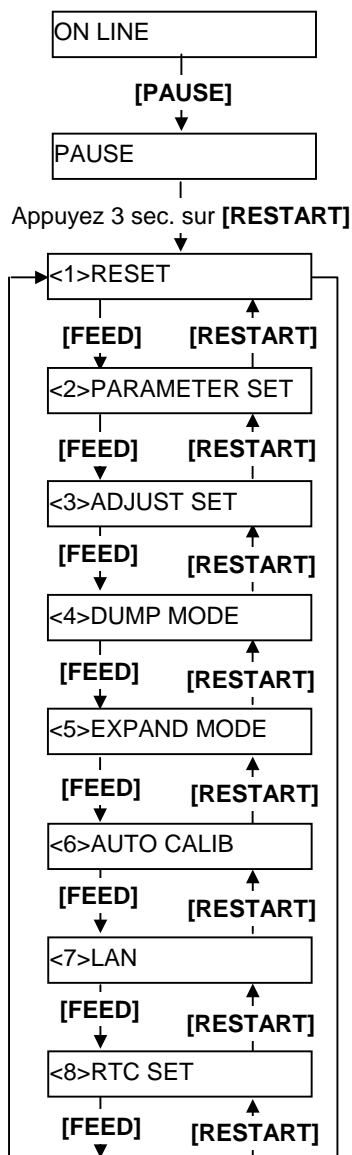 ON LINE
[PAUSE]
PAUSE
Appuyez 3 sec. sur [RESTART]
<1>RESET
[FEED] [RESTART]
<2>PARAMETER SET
[FEED] [RESTART]
<3>ADJUST SET
[FEED] [RESTART]
<4>DUMP MODE
[FEED] [RESTART]
<5>EXPAND MODE
[FEED] [RESTART]
<6>AUTO CALIB
[FEED] [RESTART]
<7>LAN
[FEED] [RESTART]
<8>RTC SET
[FEED] [RESTART]